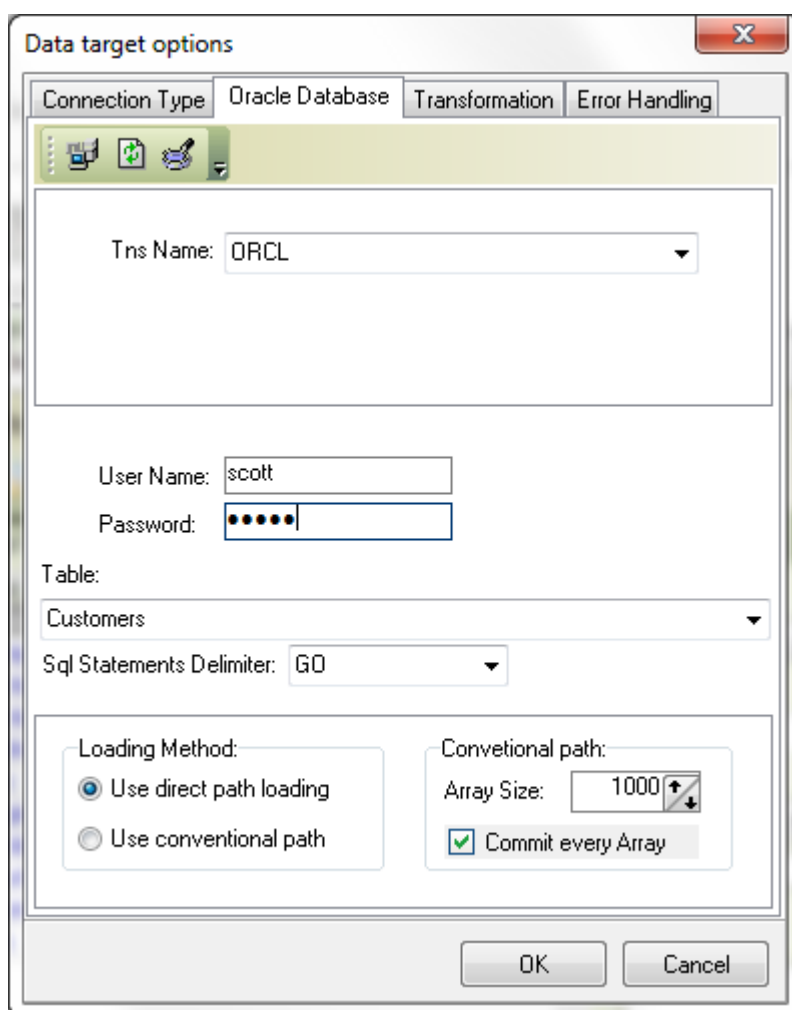 Data target options
Connection Type Oracle Database Transformation Error Handling
Tns Name: ORCL
User Name: scott
Password: •••••
Table:
Customers
Sql Statements Delimiter: GO
Loading Method: Convetional path:
Use direct path loading Array Size: 1000
Use conventional path Commit every Array
OK Cancel